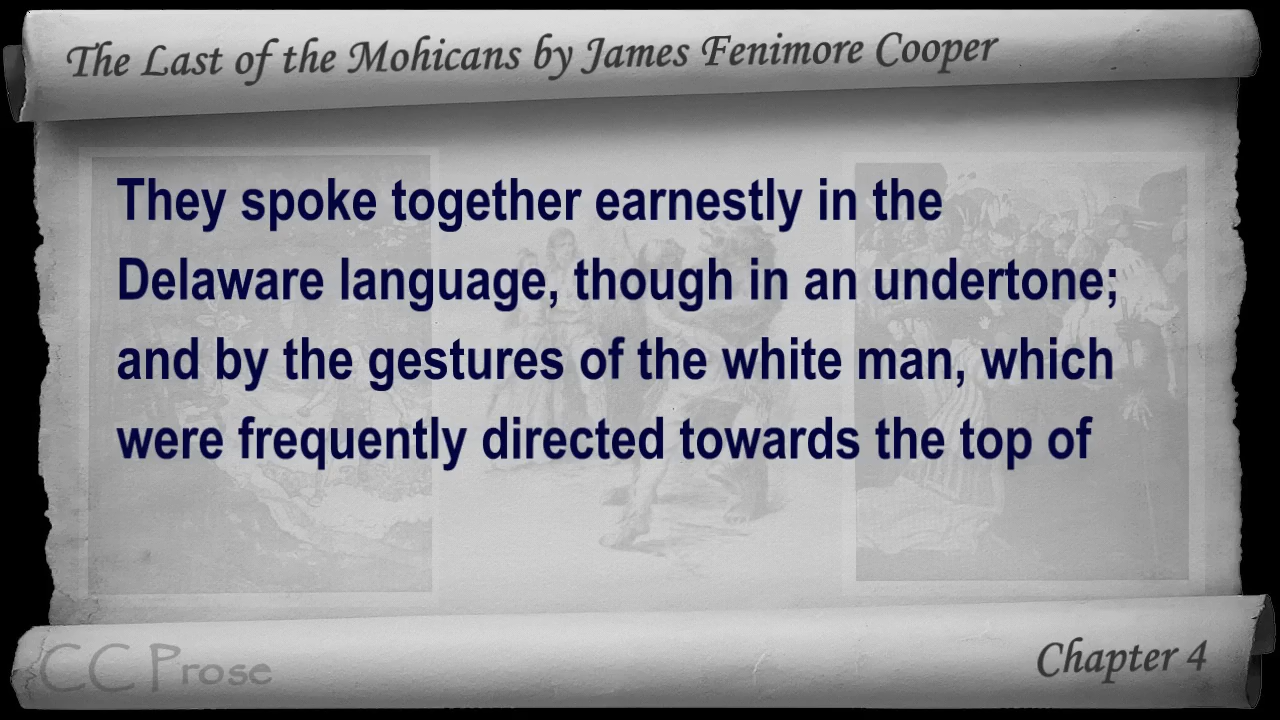 The Last of the Mohicans by James Fenimore Cooper
They spoke together earnestly in the
Delaware language, though in an undertone;
and by the gestures of the white man, which
were frequently directed towards the top of
CC Prose
Chapter 4